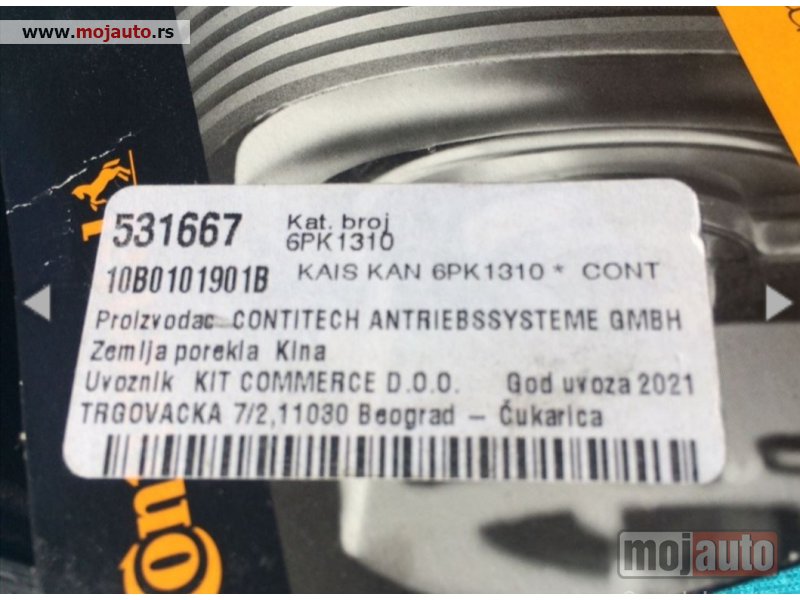 www.mojauto.rs
531667
Kat. broj
6PK1310
10B0101901B
KAIS KAN 6PK1310 * CONT
Proizvodac CONTITECH ANTRIEBSSYSTEME GMBH
Zemlja porekla Kina
Uvoznik KIT COMMERCE D.O.O. God uvoza 2021
TRGOVACKA 7/2, 11030 Beograd - Čukarica
mojauto